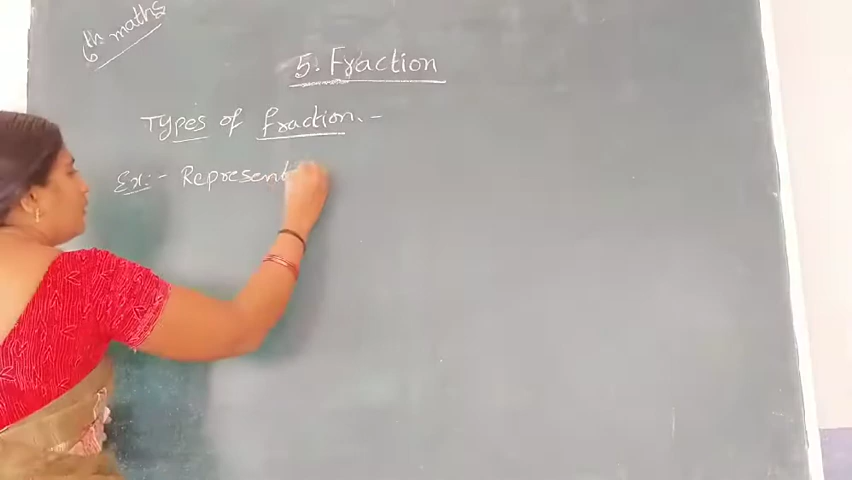 6th maths
5. Fraction
Types of fraction. -
Ex:- Represent